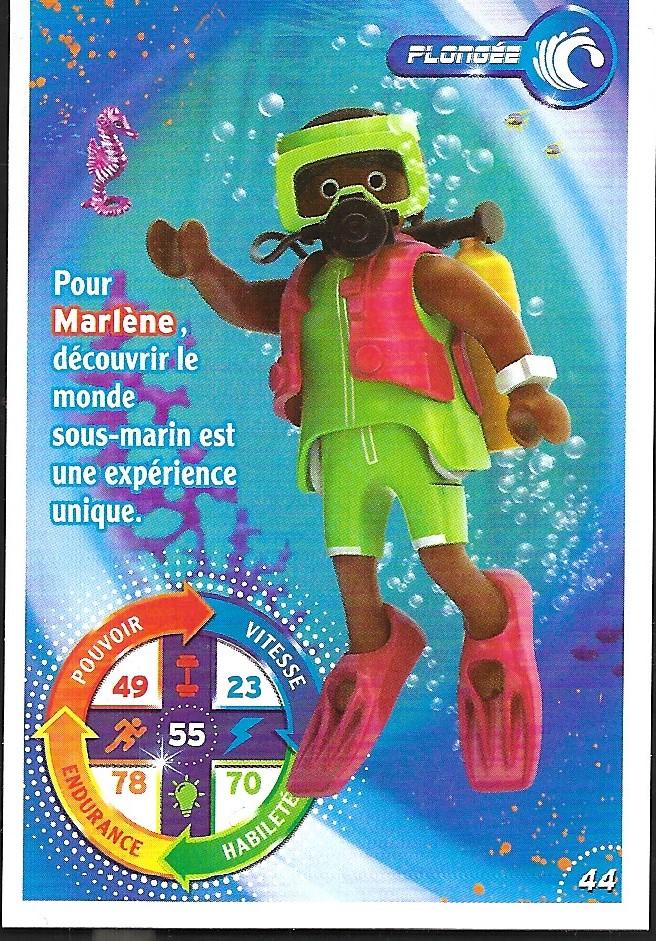 PLONGÉE
Pour
Marlène,
découvrir le
monde
sous-marin est
une expérience
unique.
POUVOIR
VITESSE
49
23
55
78
70
ENDURANCE
HABILETÉ
44